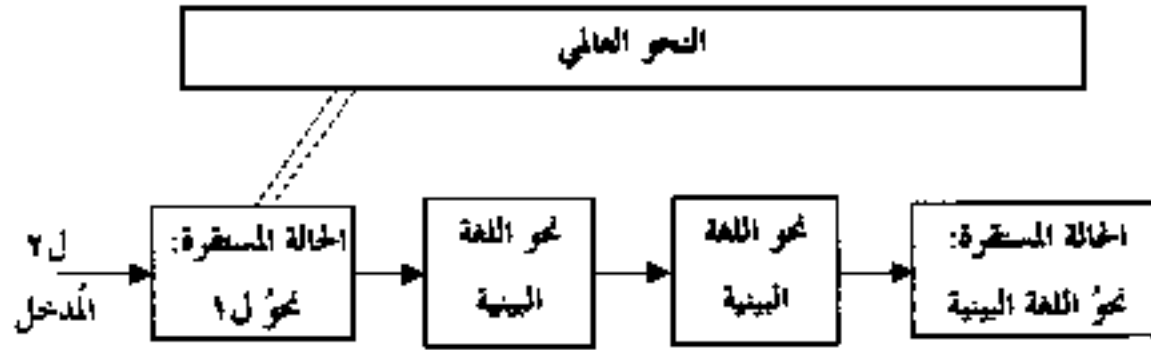 النحو العالمي
ل٢
المُدخل
الحالة المستقرة:
نحوُ ل١
نحو اللغة
البينية
نحو اللغة
البينية
الحالة المستقرة:
نحوُ اللغة البينية